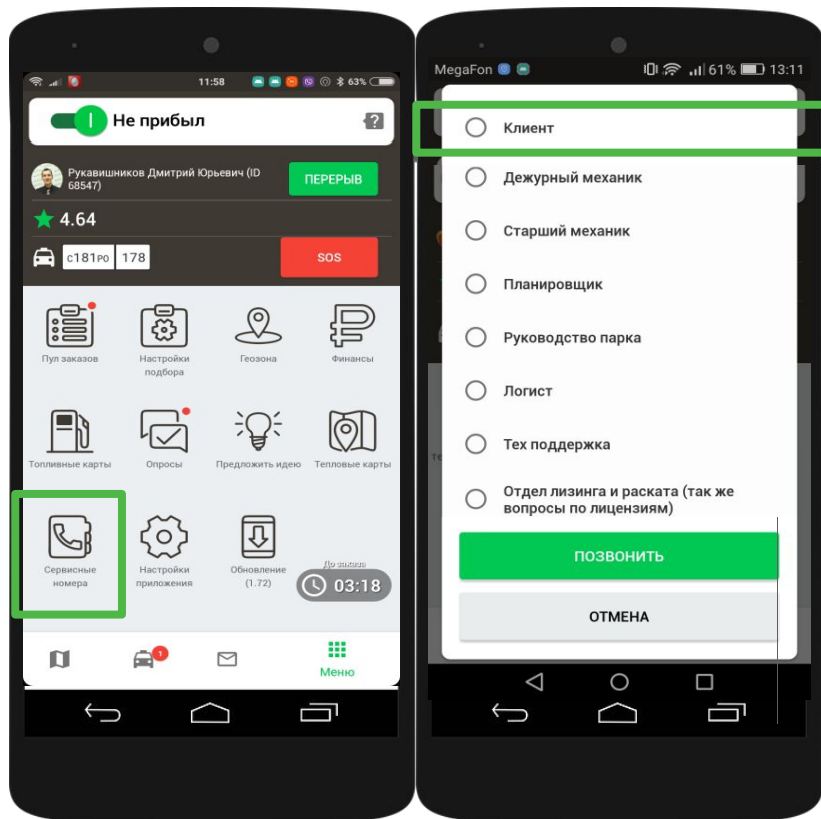 11:58
63%
Не прибыл
?
Рукавишников Дмитрий Юрьевич (ID
68547)
ПЕРЕРЫВ
4.64
с181РО 178
SOS
Пул заказов
Настройки
подбора
Геозона
Финансы
Топливные карты
Опросы
Предложить идею
Тепловые карты
Сервисные
номера
Настройки
приложения
Обновление
(1.72)
До заказа
03:18
1
Меню
MegaFon
61%
13:11
Клиент
Дежурный механик
Старший механик
Планировщик
Руководство парка
Логист
Тех поддержка
Отдел лизинга и раската (так же
вопросы по лицензиям)
ПОЗВОНИТЬ
ОТМЕНА